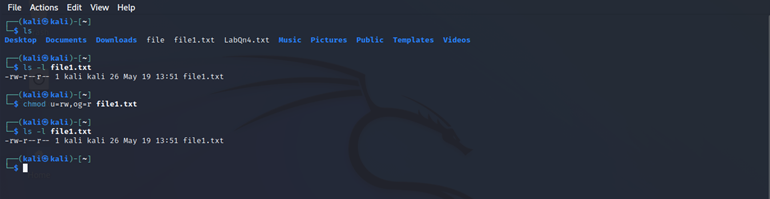 File Actions Edit View Help
┌──(kali㉿kali)-[~]
└─$ ls
Desktop Documents Downloads file file1.txt LabQn4.txt Music Pictures Public Templates Videos
┌──(kali㉿kali)-[~]
└─$ ls -l file1.txt
-rw-r--r-- 1 kali kali 26 May 19 13:51 file1.txt
┌──(kali㉿kali)-[~]
└─$ chmod u=rw,og=r file1.txt
┌──(kali㉿kali)-[~]
└─$ ls -l file1.txt
-rw-r--r-- 1 kali kali 26 May 19 13:51 file1.txt
┌──(kali㉿kali)-[~]
└─$